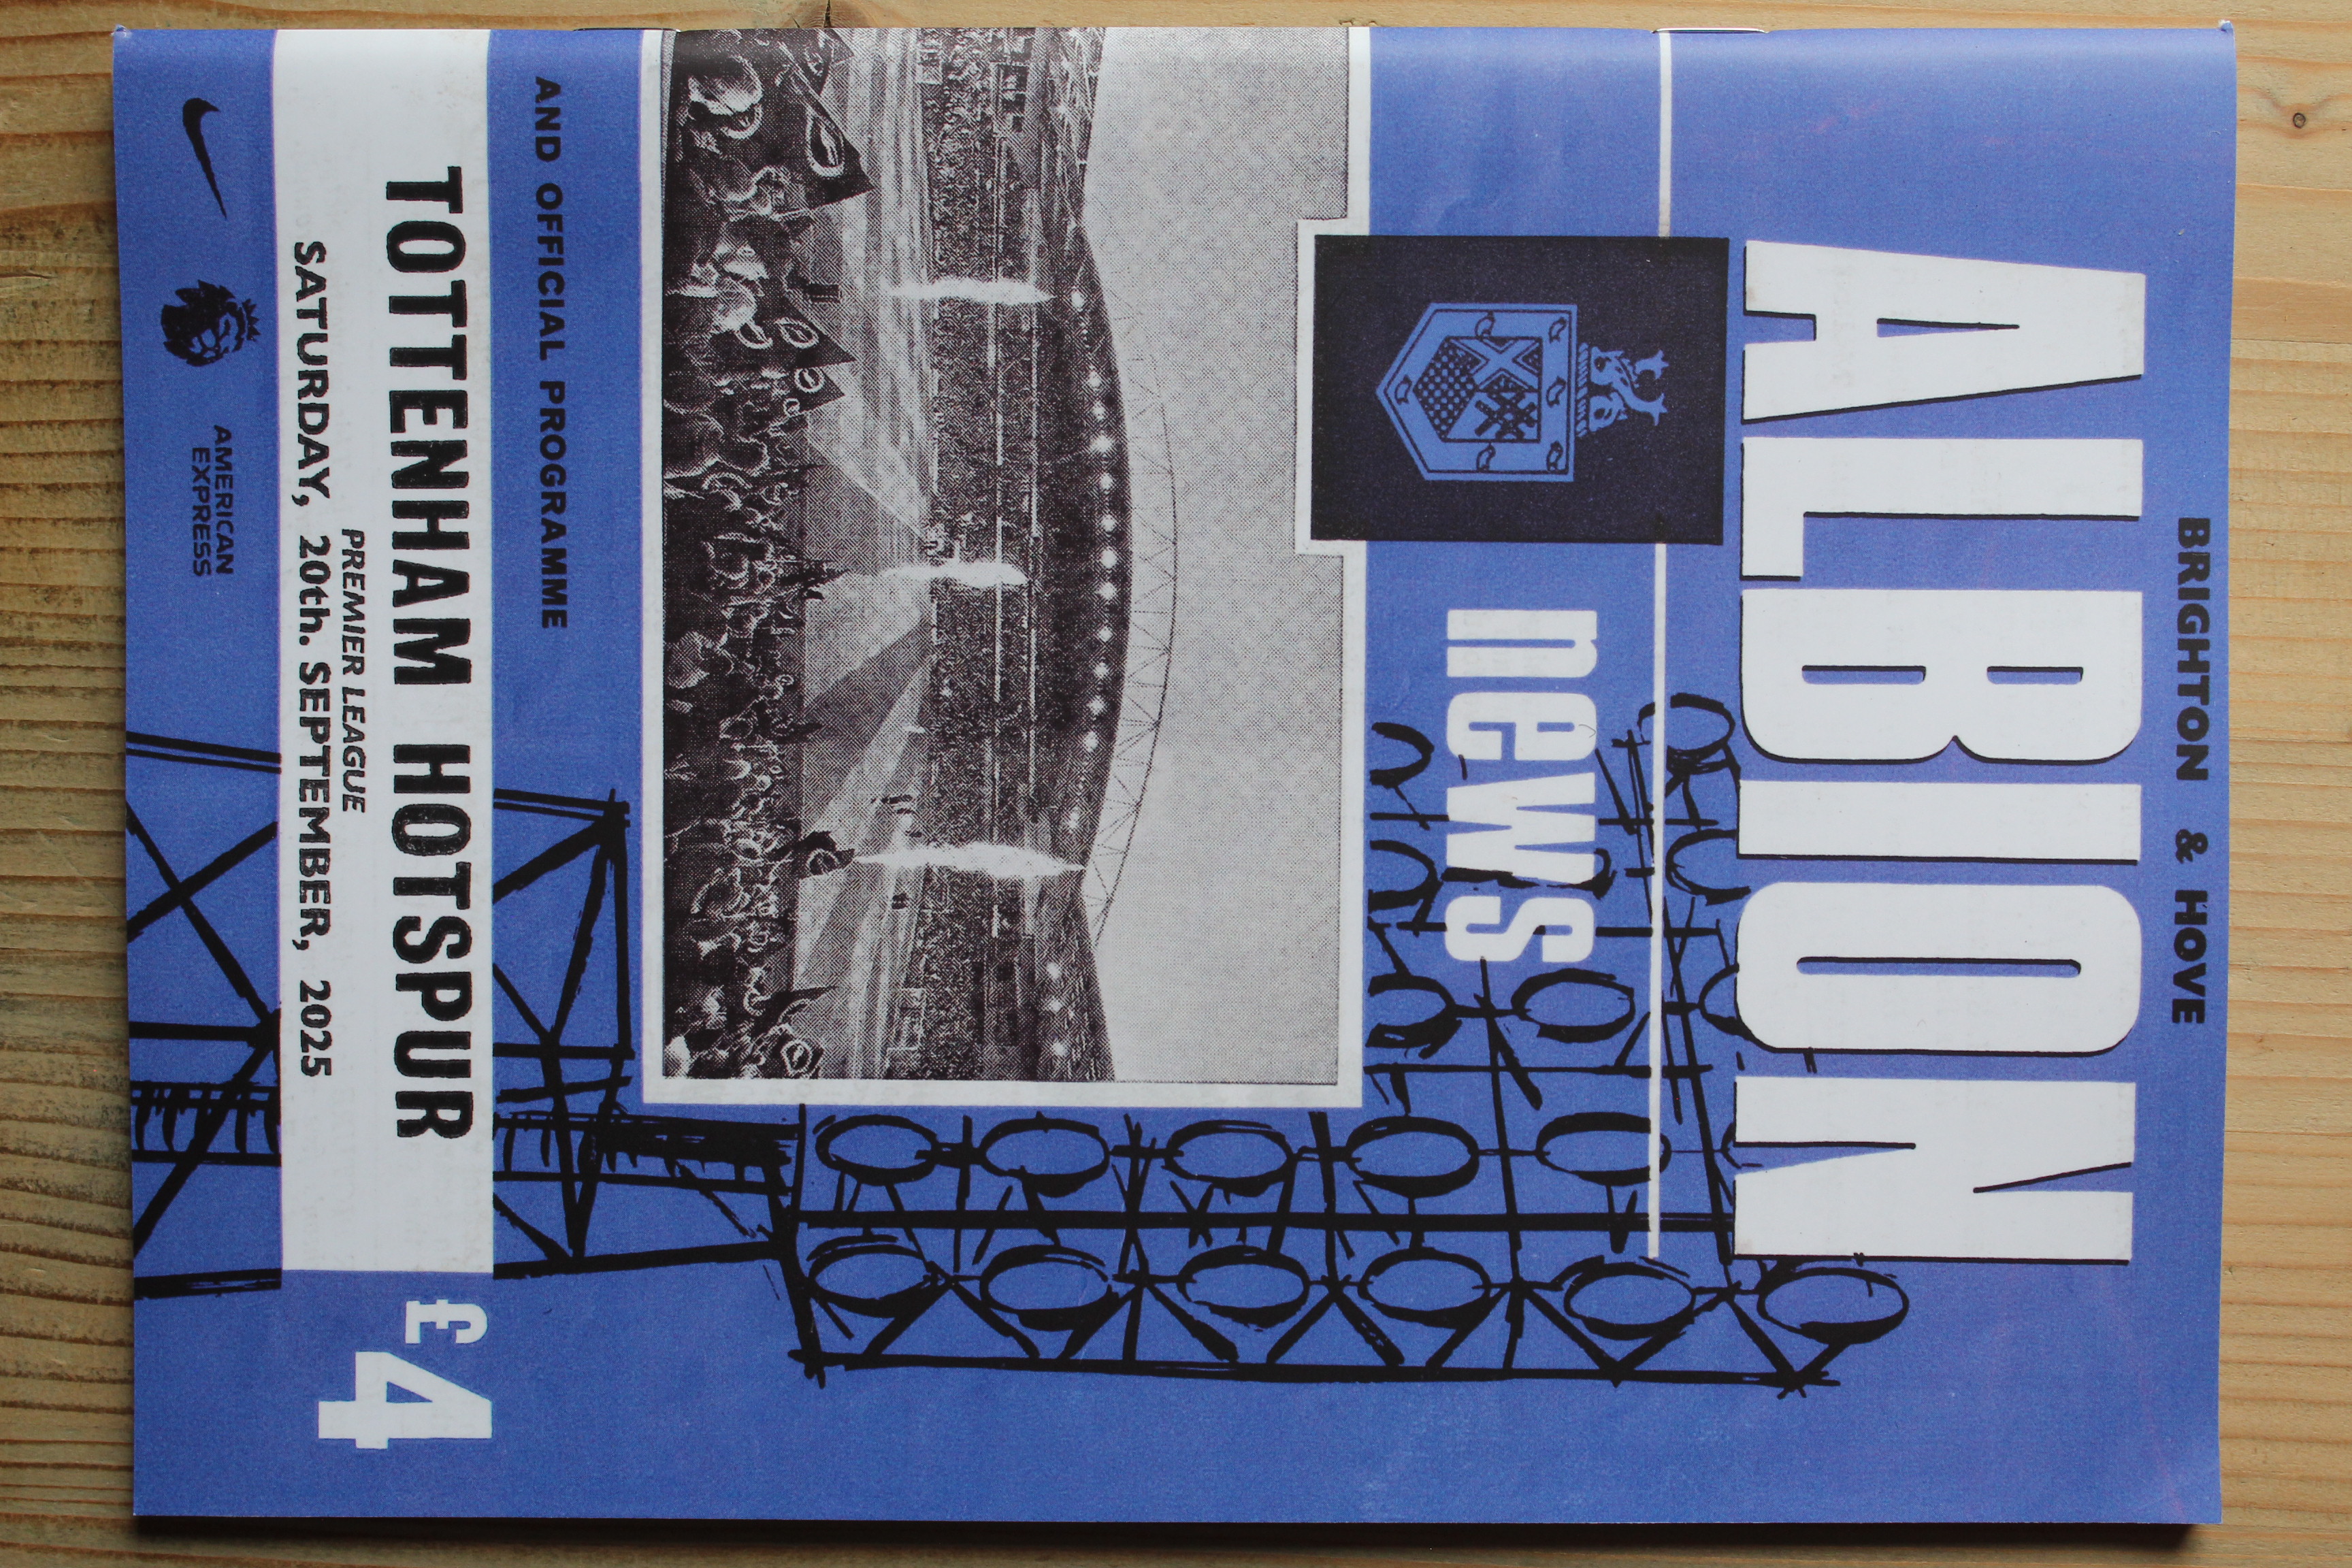 BRIGHTON & HOVE
ALBION
news
AND OFFICIAL PROGRAMME
TOTTENHAM HOTSPUR
PREMIER LEAGUE
SATURDAY, 20th. SEPTEMBER, 2025
£4
AMERICAN
EXPRESS